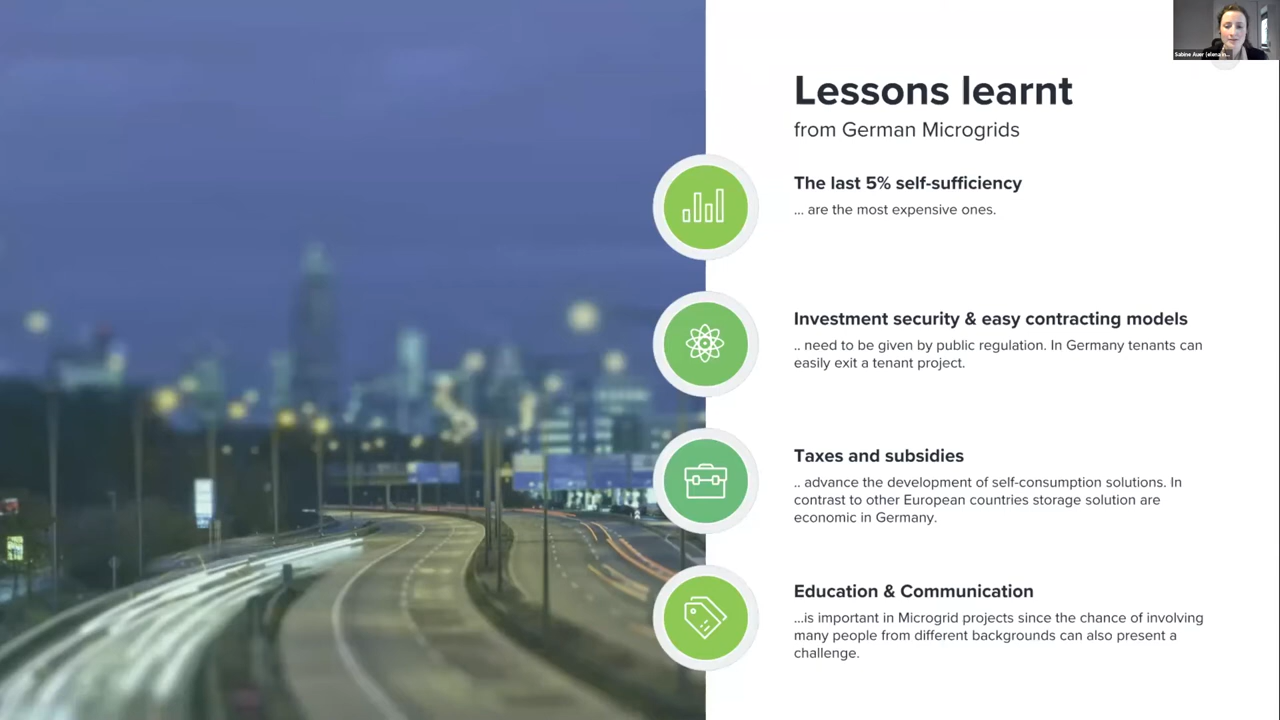 Sabine Auer (elena in...
Lessons learnt
from German Microgrids
The last 5% self-sufficiency
... are the most expensive ones.
Investment security & easy contracting models
.. need to be given by public regulation. In Germany tenants can
easily exit a tenant project.
Taxes and subsidies
.. advance the development of self-consumption solutions. In
contrast to other European countries storage solution are
economic in Germany.
Education & Communication
...is important in Microgrid projects since the chance of involving
many people from different backgrounds can also present a
challenge.